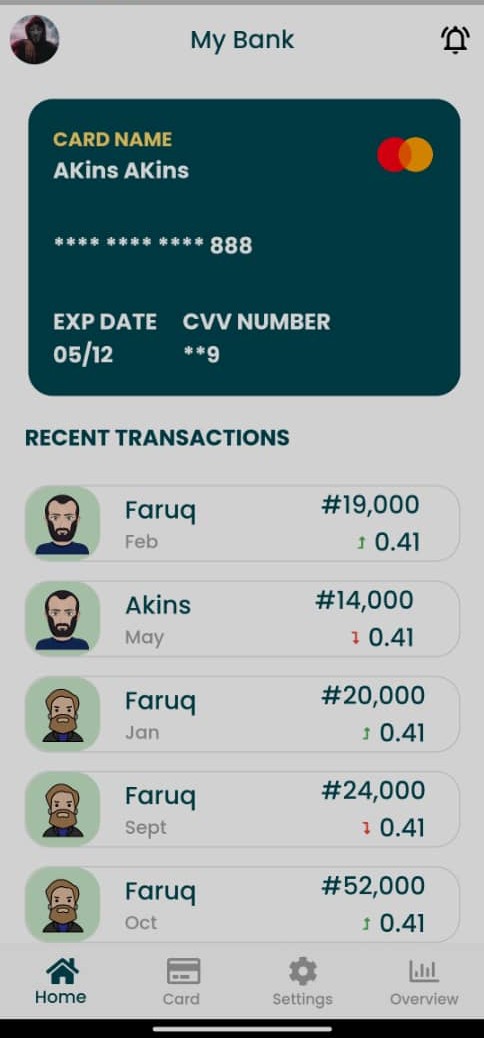 My Bank
CARD NAME
AKins AKins
**** **** **** 888
EXP DATE CVV NUMBER
05/12 **9
RECENT TRANSACTIONS
Faruq #19,000
Feb 0.41
Akins #14,000
May 0.41
Faruq #20,000
Jan 0.41
Faruq #24,000
Sept 0.41
Faruq #52,000
Oct 0.41
Home Card Settings Overview